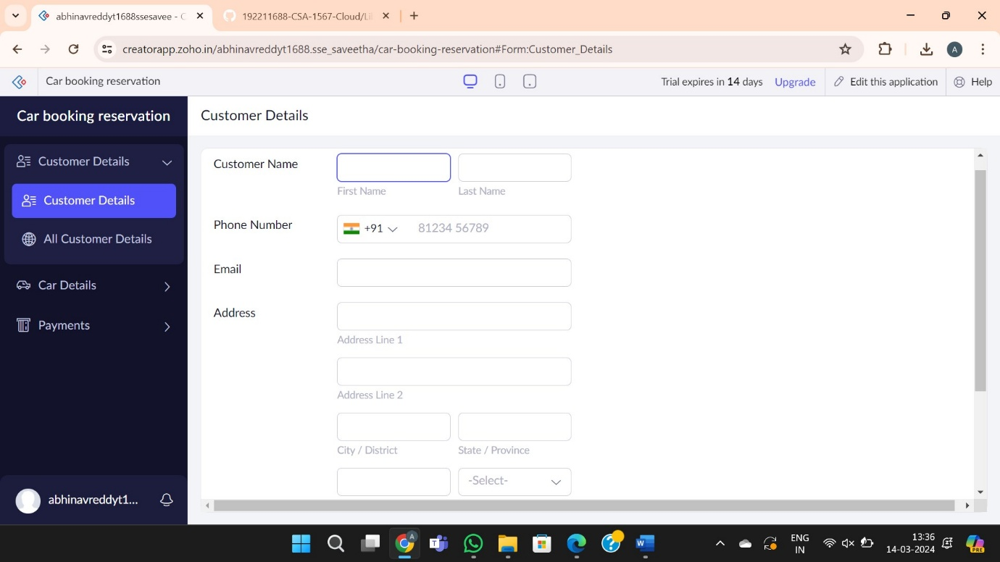 abhinavreddyt1688ssesavee - C
192211688-CSA-1567-Cloud/Li
creatorapp.zoho.in/abhinavreddyt1688.sse_saveetha/car-booking-reservation#Form:Customer_Details
A
Car booking reservation
Trial expires in 14 days
Upgrade
Edit this application
Help
Car booking reservation
Customer Details
Customer Details
Customer Details
All Customer Details
Car Details
Payments
abhinavreddyt1...
Customer Name
First Name
Last Name
Phone Number
+91
81234 56789
Email
Address
Address Line 1
Address Line 2
City / District
State / Province
-Select-
A
T
?
W
ENG
IN
13:36
14-03-2024
PRE